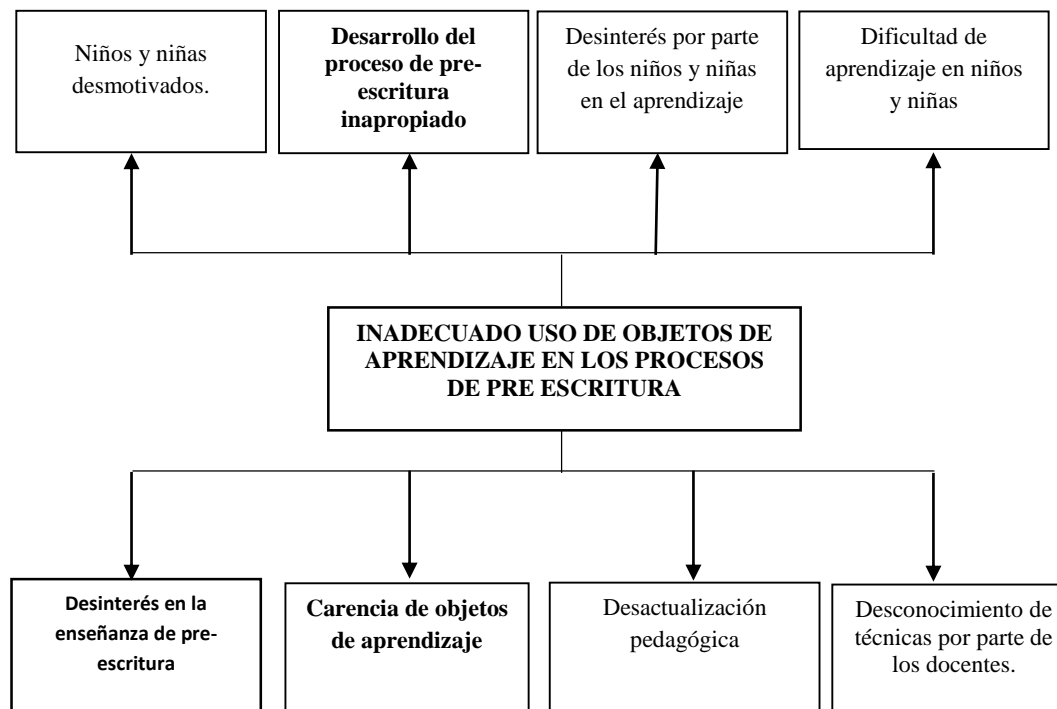 Niños y niñas
desmotivados.
Desarrollo del
proceso de pre-
escritura
inapropiado
Desinterés por parte
de los niños y niñas
en el aprendizaje
Dificultad de
aprendizaje en niños
y niñas
INADECUADO USO DE OBJETOS DE
APRENDIZAJE EN LOS PROCESOS
DE PRE ESCRITURA
Desinterés en la
enseñanza de pre-
escritura
Carencia de objetos
de aprendizaje
Desactualización
pedagógica
Desconocimiento de
técnicas por parte de
los docentes.